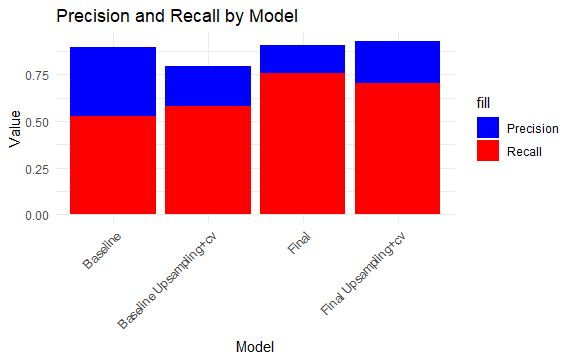 Precision and Recall by Model
Value
0.75
0.50
0.25
0.00
Baseline
Baseline Upsampling+cv
Final
Final Upsampling+cv
Model
fill
Precision
Recall